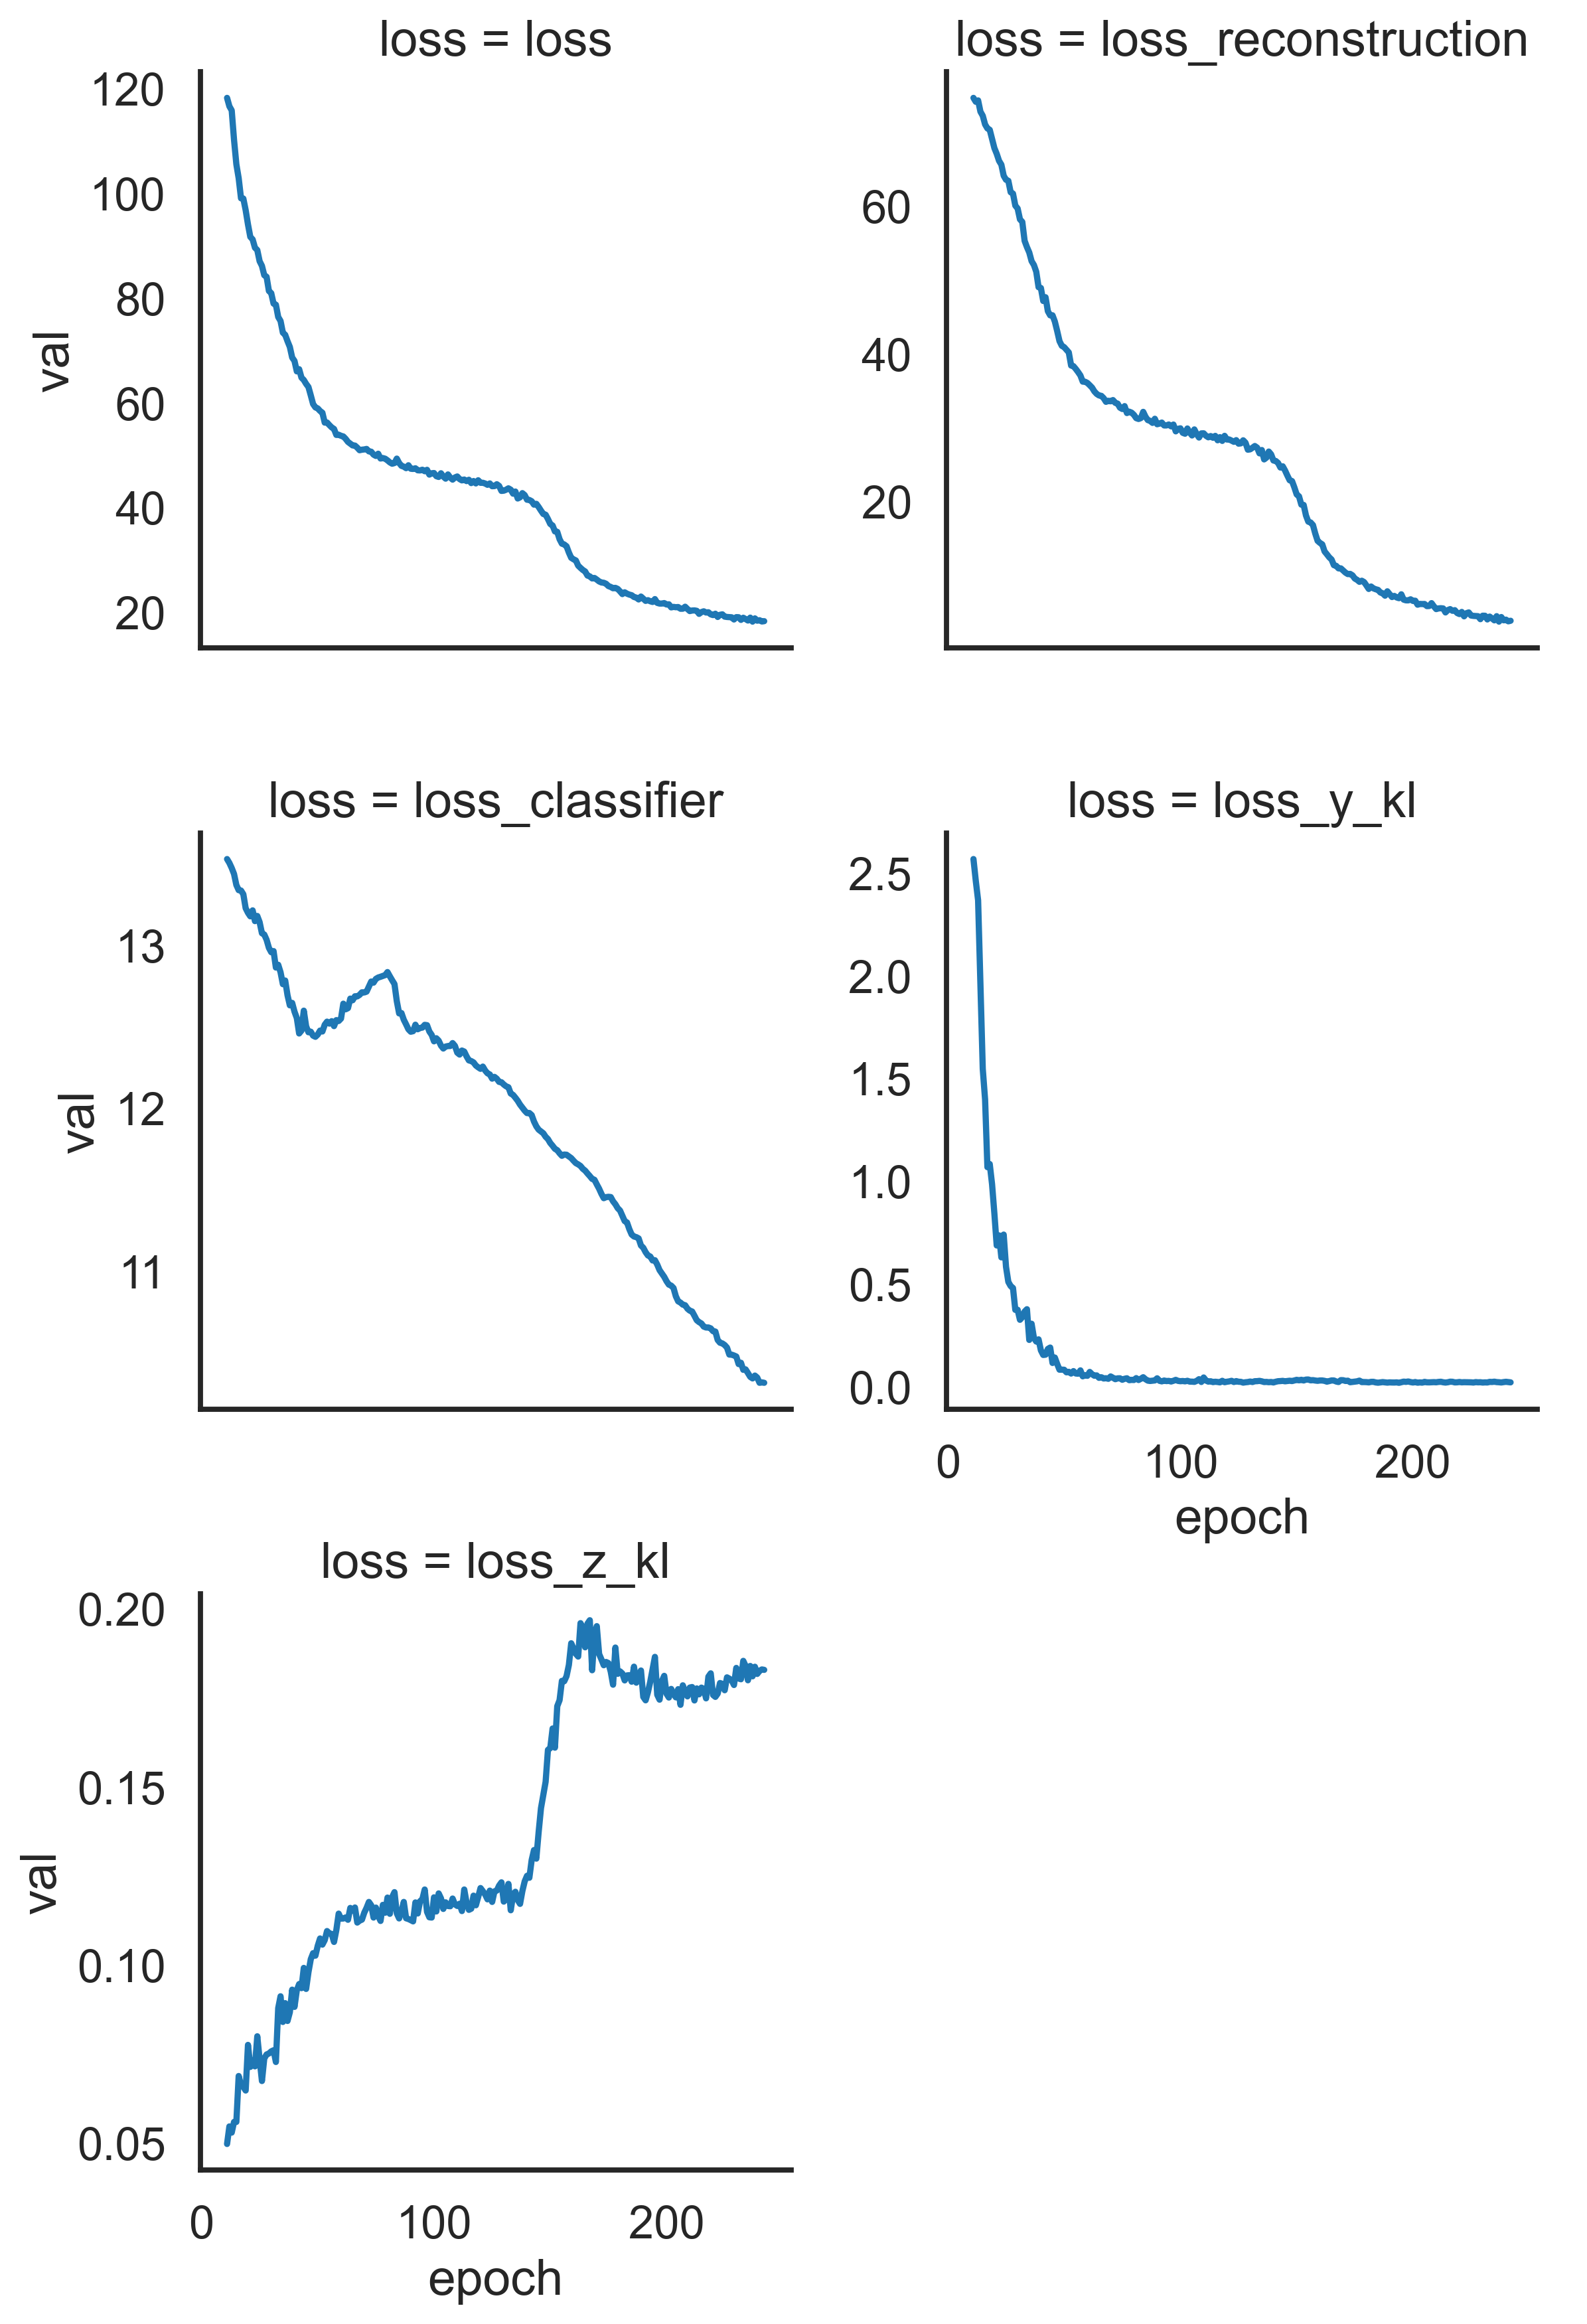 loss = loss
120
100
80
60
40
20
val
loss = loss_reconstruction
60
40
20
loss = loss_classifier
13
12
11
val
loss = loss_y_kl
2.5
2.0
1.5
1.0
0.5
0.0
0 100 200
epoch
loss = loss_z_kl
0.20
0.15
0.10
0.05
val
0 100 200
epoch